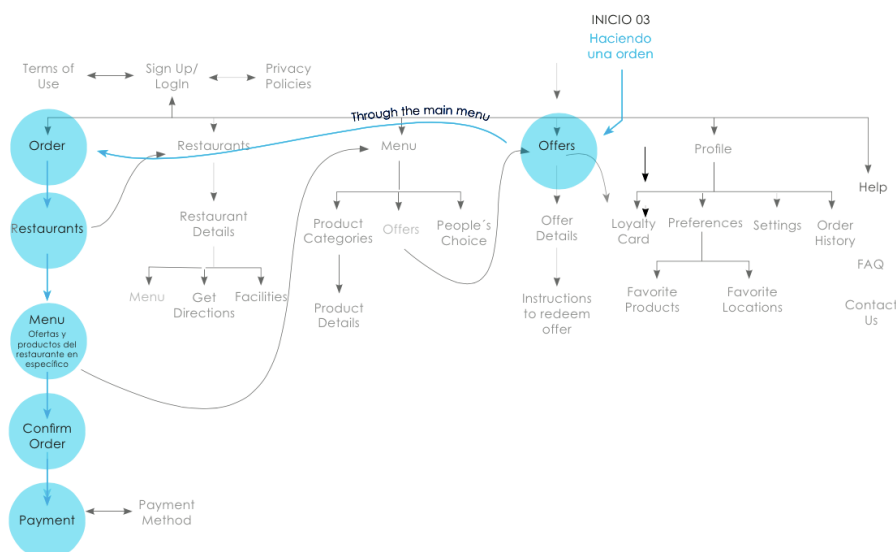 INICIO 03
Haciendo
una orden
Terms of
Use
Sign Up/
LogIn
Privacy
Policies
Through the main menu
Order
Restaurants
Menu
Offers
Profile
Help
Restaurants
Restaurant
Details
Product
Categories
Offers
People´s
Choice
Offer
Details
Loyalty
Card
Preferences
Settings
Order
History
FAQ
Menu
Get
Directions
Facilities
Product
Details
Instructions
to redeem
offer
Favorite
Products
Favorite
Locations
Contact
Us
Menu
Ofertas y
productos del
restaurante en
específico
Confirm
Order
Payment
Payment
Method